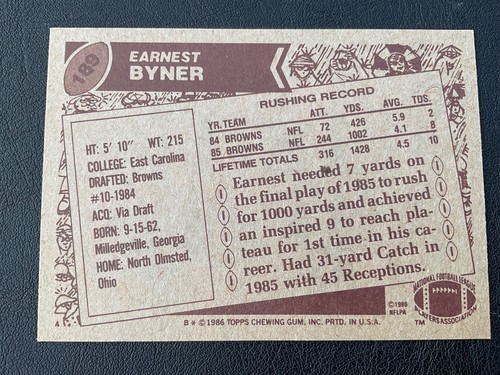 189
EARNEST
BYNER
HT: 5' 10" WT: 215
COLLEGE: East Carolina
DRAFTED: Browns
#10-1984
ACQ: Via Draft
BORN: 9-15-62,
Milledgeville, Georgia
HOME: North Olmsted,
Ohio
RUSHING RECORD
YR. TEAM ATT. YDS. AVG. TDS.
84 BROWNS NFL 72 426 5.9 2
85 BROWNS NFL 244 1002 4.1 8
LIFETIME TOTALS 316 1428 4.5 10
Earnest needed 7 yards on
the final play of 1985 to rush
for 1000 yards and achieved
an inspired 9 to reach pla-
teau for 1st time in his ca-
reer. Had 31-yard Catch in
1985 with 45 Receptions.
©1986
NFLPA
NATIONAL FOOTBALL LEAGUE
PLAYERS ASSOCIATION
B * © 1986 TOPPS CHEWING GUM, INC. PRTD. IN U.S.A.